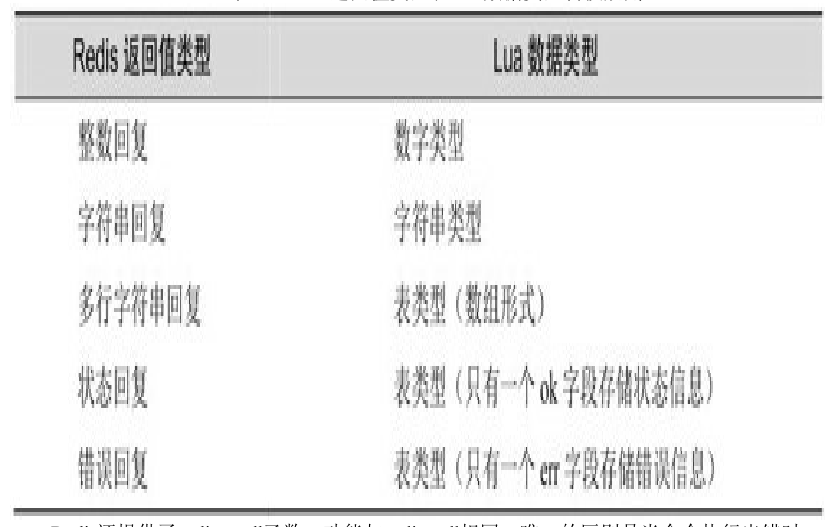 Redis 返回值类型 Lua 数据类型
整数回复 数字类型
字符串回复 字符串类型
多行字符串回复 表类型（数组形式）
状态回复 表类型（只有一个 ok 字段存储状态信息）
错误回复 表类型（只有一个 err 字段存储错误信息）